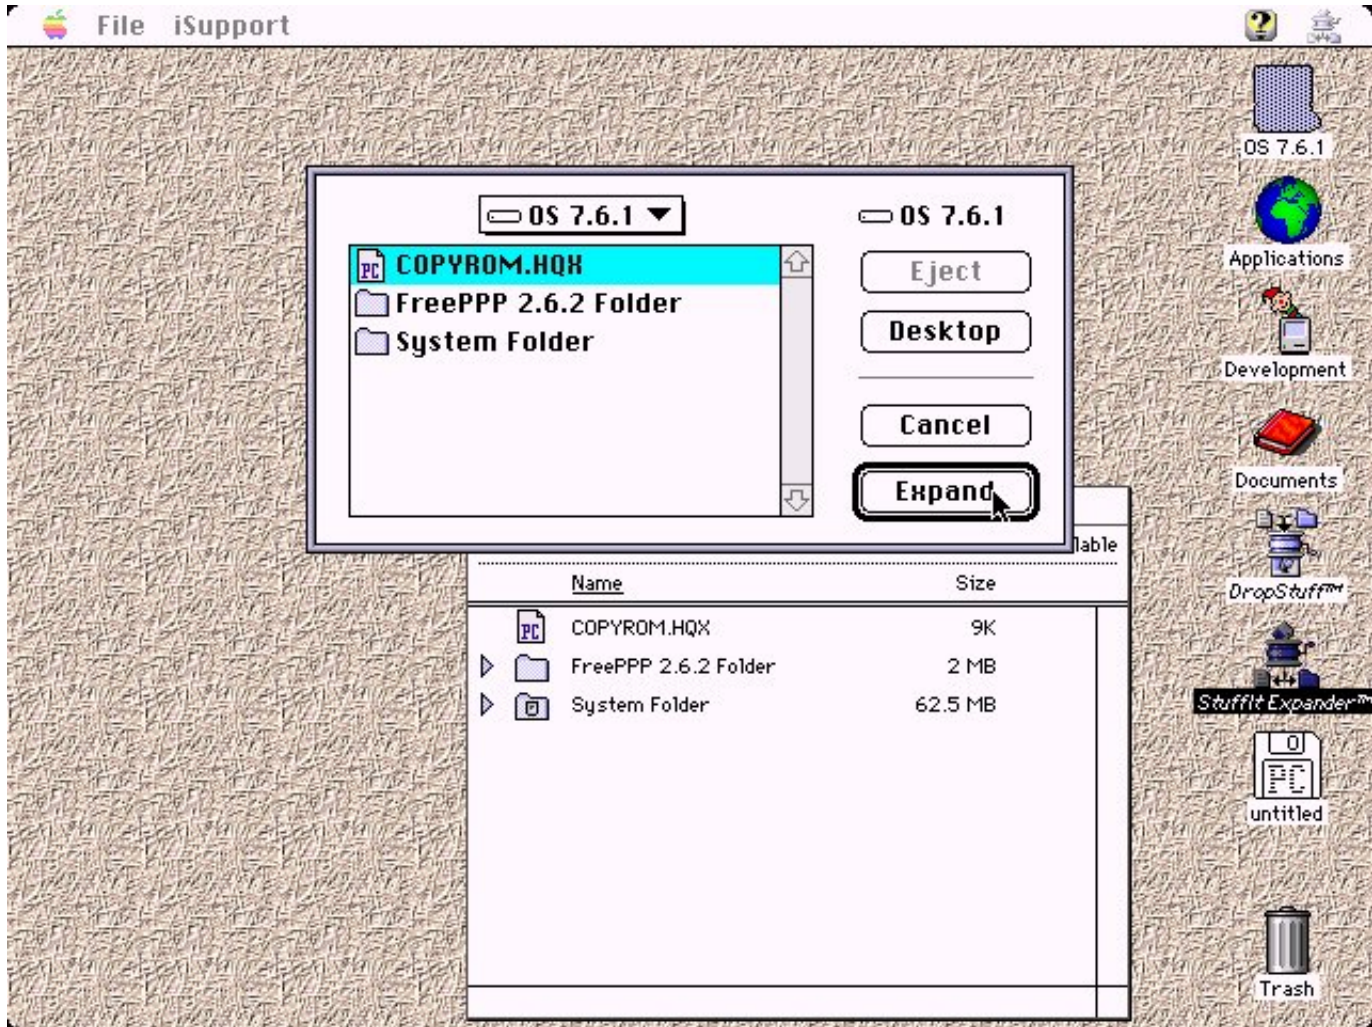 File iSupport
OS 7.6.1
OS 7.6.1
COPYROM.HQX
FreePPP 2.6.2 Folder
System Folder
Eject
Desktop
Cancel
Expand
lable
Name Size
PC COPYROM.HQX 9K
FreePPP 2.6.2 Folder 2 MB
System Folder 62.5 MB
OS 7.6.1
Applications
Development
Documents
DropStuff™
StuffIt Expander™
PC
untitled
Trash